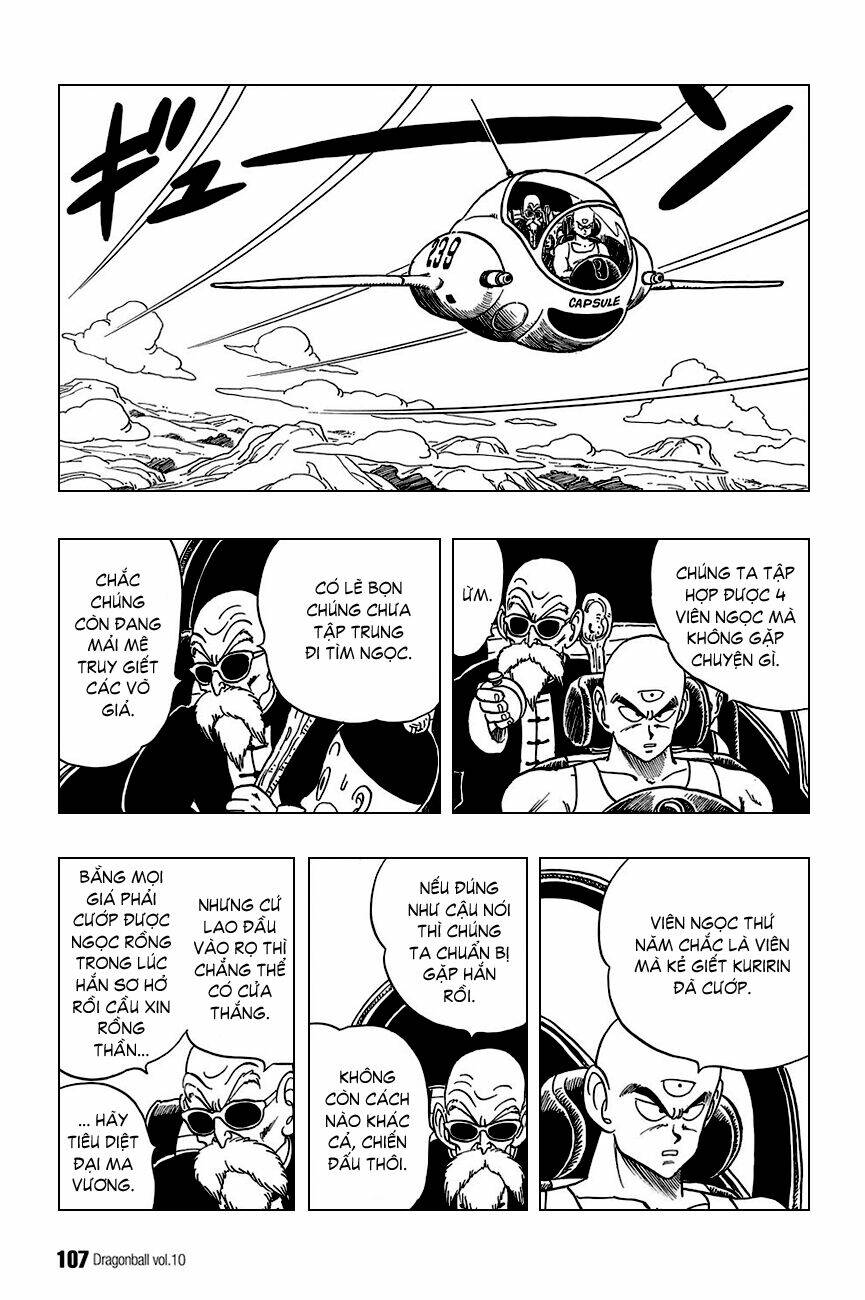 ギューン
239
CAPSULE
CHÚNG TA TẬP
HỢP ĐƯỢC 4
VIÊN NGỌC MÀ
KHÔNG GẶP
CHUYỆN GÌ.
ỪM.
CÓ LẼ BỌN
CHÚNG CHƯA
TẬP TRUNG
ĐI TÌM NGỌC.
CHẮC
CHÚNG
CÒN ĐANG
MẢI MÊ
TRUY GIẾT
CÁC VÕ
GIẢ.
VIÊN NGỌC THỨ
NĂM CHẮC LÀ VIÊN
MÀ KẺ GIẾT KURIRIN
ĐÃ CƯỚP.
NẾU ĐÚNG
NHƯ CẬU NÓI
THÌ CHÚNG
TA CHUẨN BỊ
GẶP HẮN
RỒI.
KHÔNG
CÒN CÁCH
NÀO KHÁC
CẢ, CHIẾN
ĐẤU THÔI.
NHƯNG CỨ
LAO ĐẦU
VÀO RỌ THÌ
CHẲNG THỂ
CÓ CỬA
THẮNG.
BẰNG MỌI
GIÁ PHẢI
CƯỚP ĐƯỢC
NGỌC RỒNG
TRONG LÚC
HẮN SƠ HỞ
RỒI CẦU XIN
RỒNG
THẦN...
... HÃY
TIÊU DIỆT
ĐẠI MA
VƯƠNG.
107 Dragonball vol.10